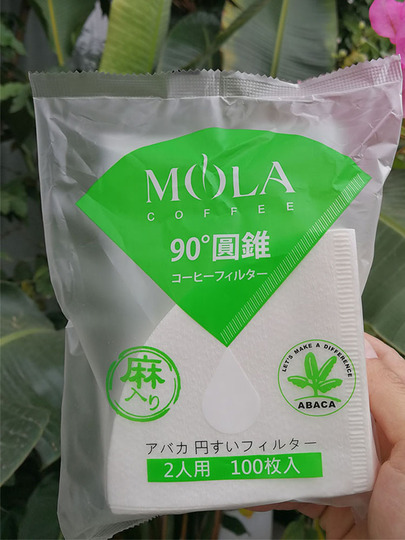 MOLA
COFFEE
90°圓錐
コーヒーフィルター
麻
入り
LET'S MAKE A DIFFERENCE
ABACA
アバカ 円すいフィルター
2人用 100枚入